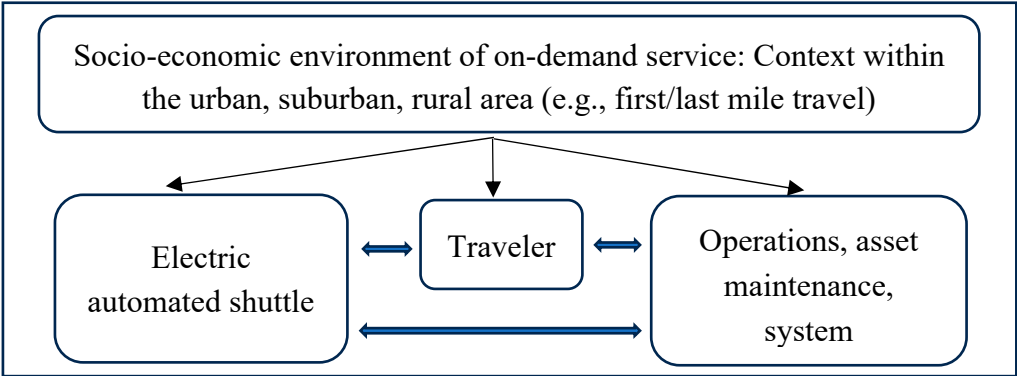 Socio-economic environment of on-demand service: Context within
the urban, suburban, rural area (e.g., first/last mile travel)
Electric
automated shuttle
Traveler
Operations, asset
maintenance,
system